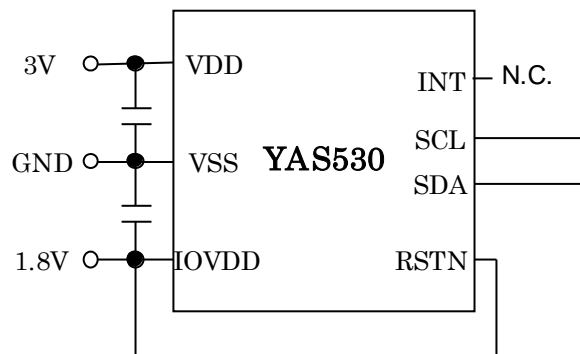 3V
VDD
INT
N.C.
SCL
GND
VSS
YAS530
SDA
1.8V
IOVDD
RSTN